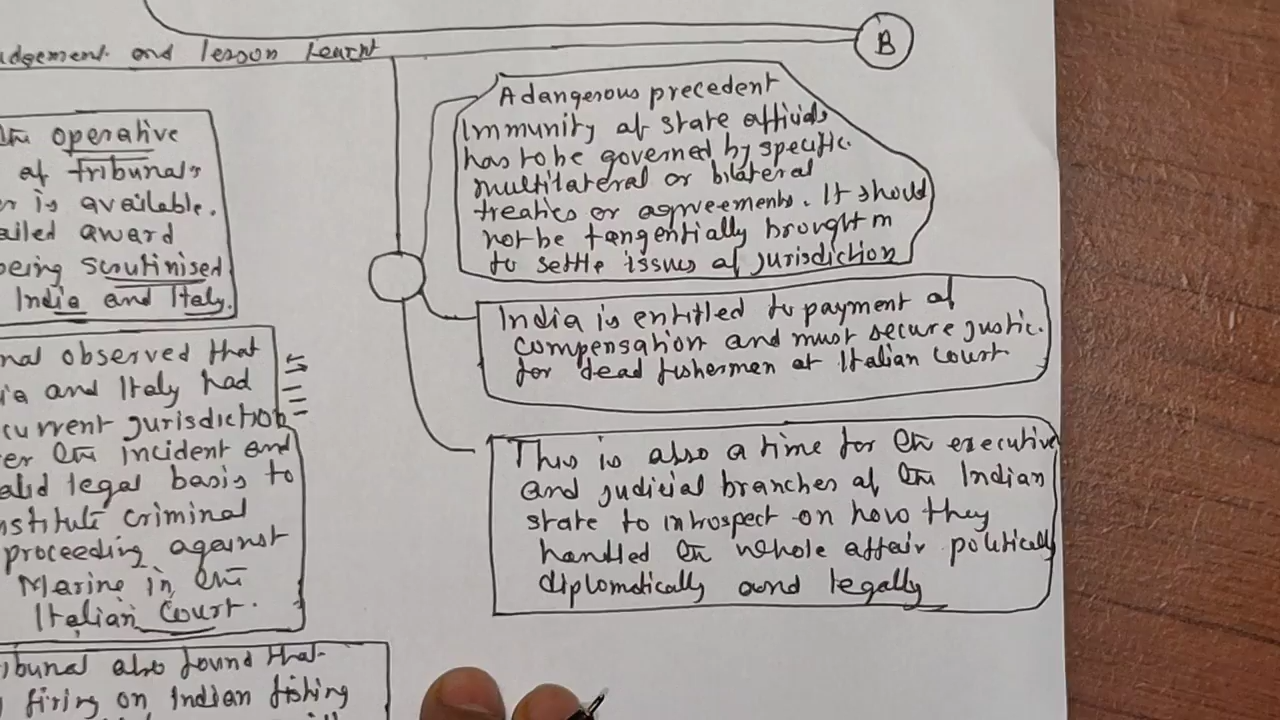 B
udgement and lesson learnt
operative
of tribunal's
is available.
ailed award
being scrutinised
India and Italy.
nal observed that
ia and Italy had
current jurisdiction
er the incident and
alid legal basis to
nstitute criminal
proceeding against
Marine in the
Italian Court.
ibunal also found that
firing on Indian fishing
A dangerous precedent
Immunity of state officials
has to be governed by specific
multilateral or bilateral
treaties or agreements. It should
not be tangentially brought in
to settle issues of jurisdiction
India is entitled to payment of
compensation and must secure justic.
for dead fishermen at Italian Court
This is also a time for the executive
and judicial branches of the Indian
state to introspect on how they
handled the whole affair politically
diplomatically and legally